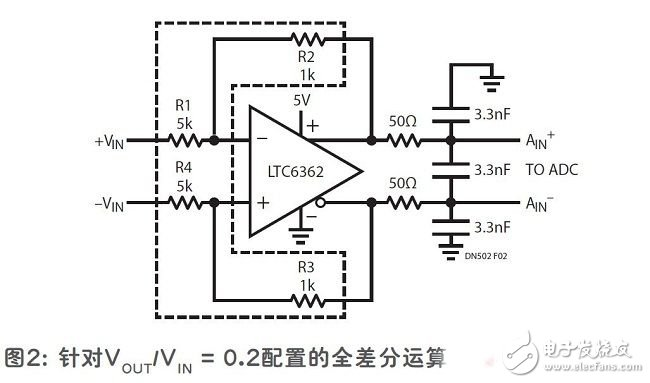 R2
1k
5V
+
R1
5k
50Ω
3.3nF
+VIN
−
AIN+
LTC6362
3.3nF
TO ADC
R4
5k
50Ω
−VIN
+
−
AIN−
3.3nF
R3
1k
DN502 F02
图2: 针对VOUT/VIN = 0.2配置的全差分运算
电子发烧友
www.elecfans.com